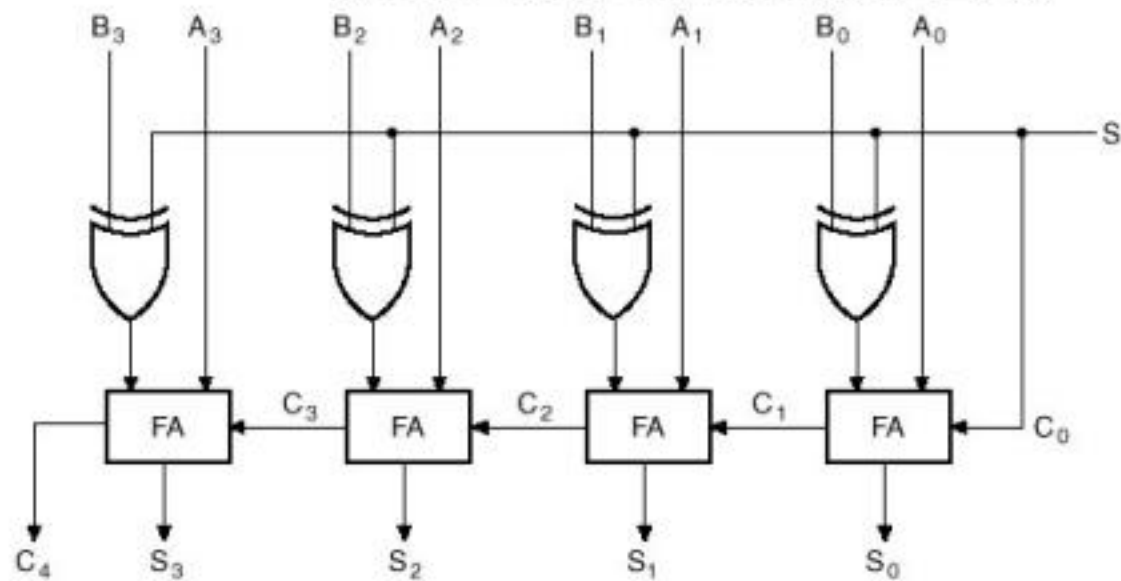 B₃ A₃ B₂ A₂ B₁ A₁ B₀ A₀
S
FA C₃ FA C₂ FA C₁ FA C₀
C₄ S₃ S₂ S₁ S₀